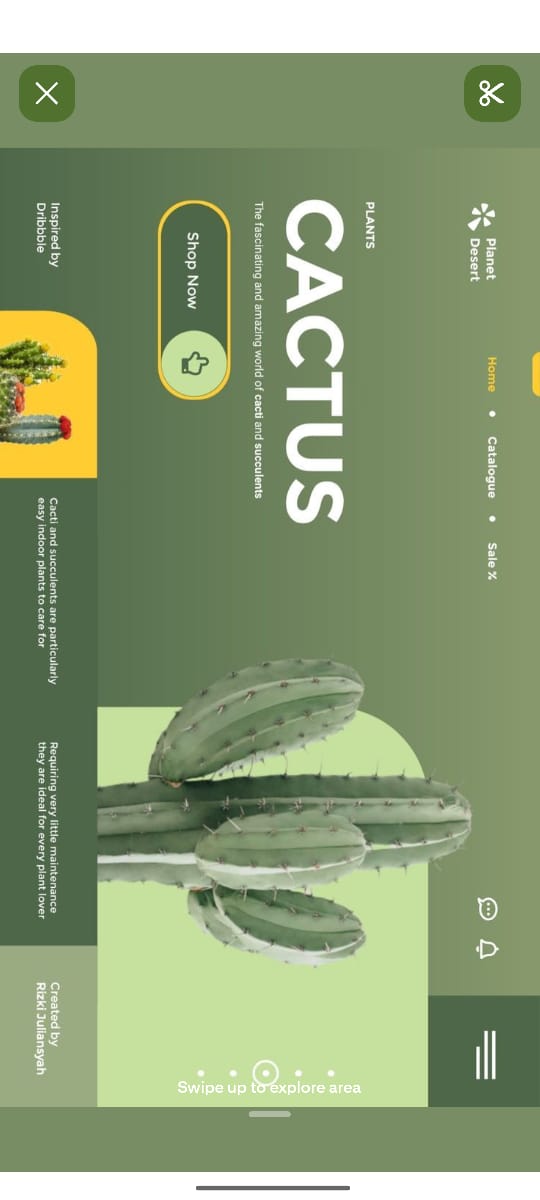 Planet
Desert
Home
Catalogue
Sale %
PLANTS
CACTUS
The fascinating and amazing world of cacti and succulents
Shop Now
Swipe up to explore area
Inspired by
Dribbble
Cacti and succulents are particularly
easy indoor plants to care for
Requiring very little maintenance
they are ideal for every plant lover
Created by
Rizki Juliansyah